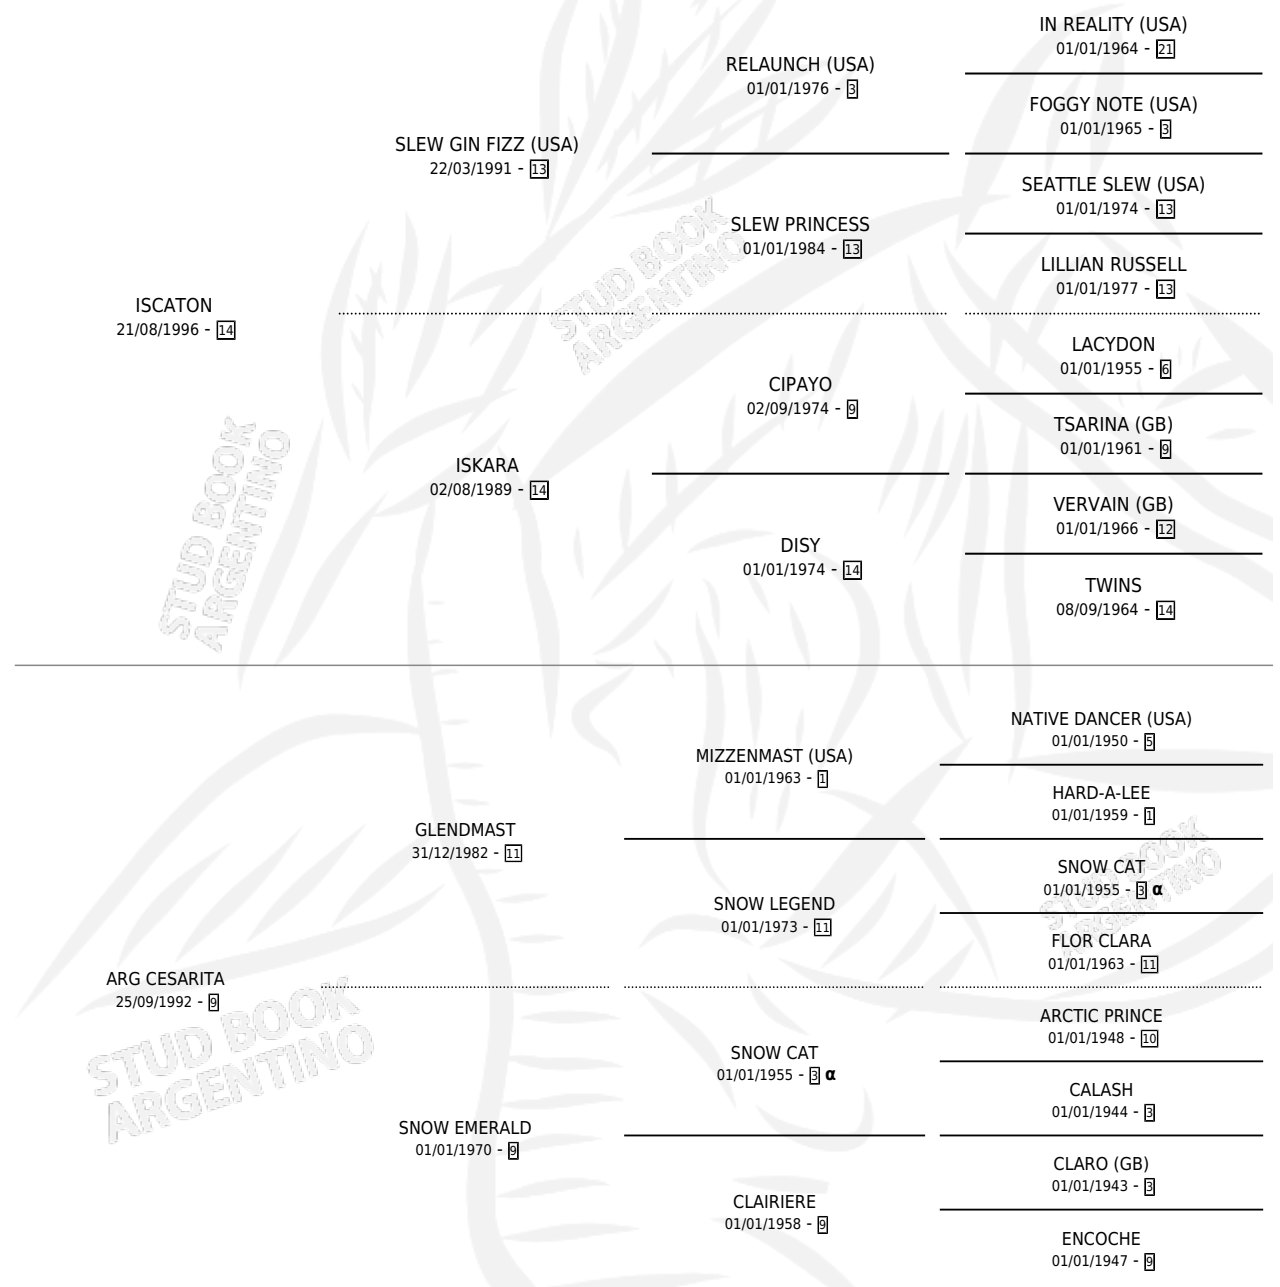 IN REALITY (USA)
01/01/1964 - 21
RELAUNCH (USA)
01/01/1976 - 3
FOGGY NOTE (USA)
01/01/1965 - 3
SLEW GIN FIZZ (USA)
22/03/1991 - 13
SEATTLE SLEW (USA)
01/01/1974 - 13
SLEW PRINCESS
01/01/1984 - 13
LILLIAN RUSSELL
01/01/1977 - 13
ISCATON
21/08/1996 - 14
LACYDON
01/01/1955 - 6
CIPAYO
02/09/1974 - 9
TSARINA (GB)
01/01/1961 - 9
ISKARA
02/08/1989 - 14
VERVAIN (GB)
01/01/1966 - 12
DISY
01/01/1974 - 14
TWINS
08/09/1964 - 14
NATIVE DANCER (USA)
01/01/1950 - 5
MIZZENMAST (USA)
01/01/1963 - 1
HARD-A-LEE
01/01/1959 - 1
GLENDMAST
31/12/1982 - 11
SNOW CAT
01/01/1955 - 3 α
SNOW LEGEND
01/01/1973 - 11
FLOR CLARA
01/01/1963 - 11
ARG CESARITA
25/09/1992 - 9
ARCTIC PRINCE
01/01/1948 - 10
SNOW CAT
01/01/1955 - 3 α
CALASH
01/01/1944 - 3
SNOW EMERALD
01/01/1970 - 9
CLARO (GB)
01/01/1943 - 3
CLAIRIERE
01/01/1958 - 9
ENCOCHE
01/01/1947 - 9
STUD BOOK
ARGENTINO
STUD BOOK
ARGENTINO
STUD BOOK
ARGENTINO
STUD BOOK
ARGENTINO